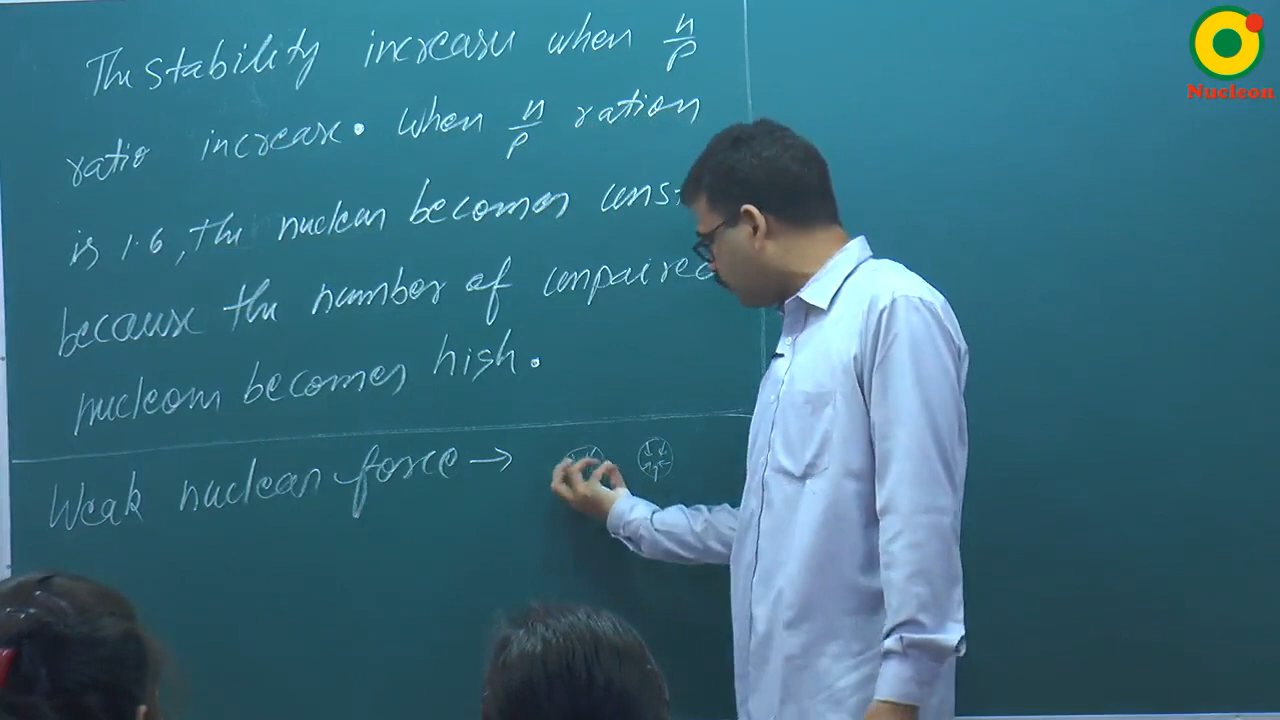 The stability increase when n/p
ratio increase. When n/p ration
is 1.6, the nuclear becomes
because the number of unpaired
nucleons becomes high.
Weak nuclear force →
Nucleon